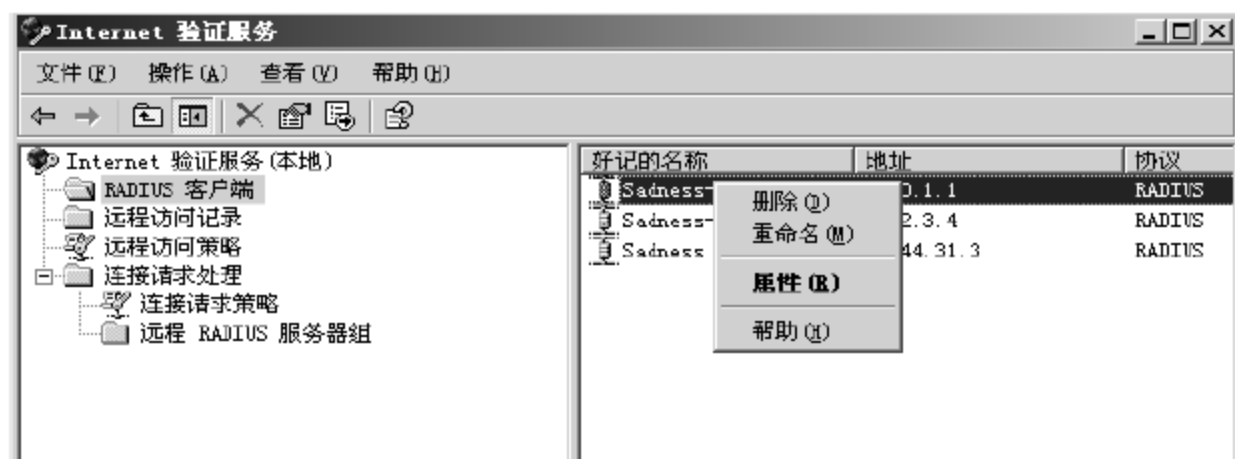 Internet 验证服务
文件(F) 操作(A) 查看(V) 帮助(H)
Internet 验证服务(本地)
RADIUS 客户端
远程访问记录
远程访问策略
连接请求处理
连接请求策略
远程 RADIUS 服务器组
好记的名称 地址 协议
Sadness- 0.1.1 RADIUS
Sadness- 2.3.4 RADIUS
Sadness 44.31.3 RADIUS
删除(D)
重命名(M)
属性(R)
帮助(H)